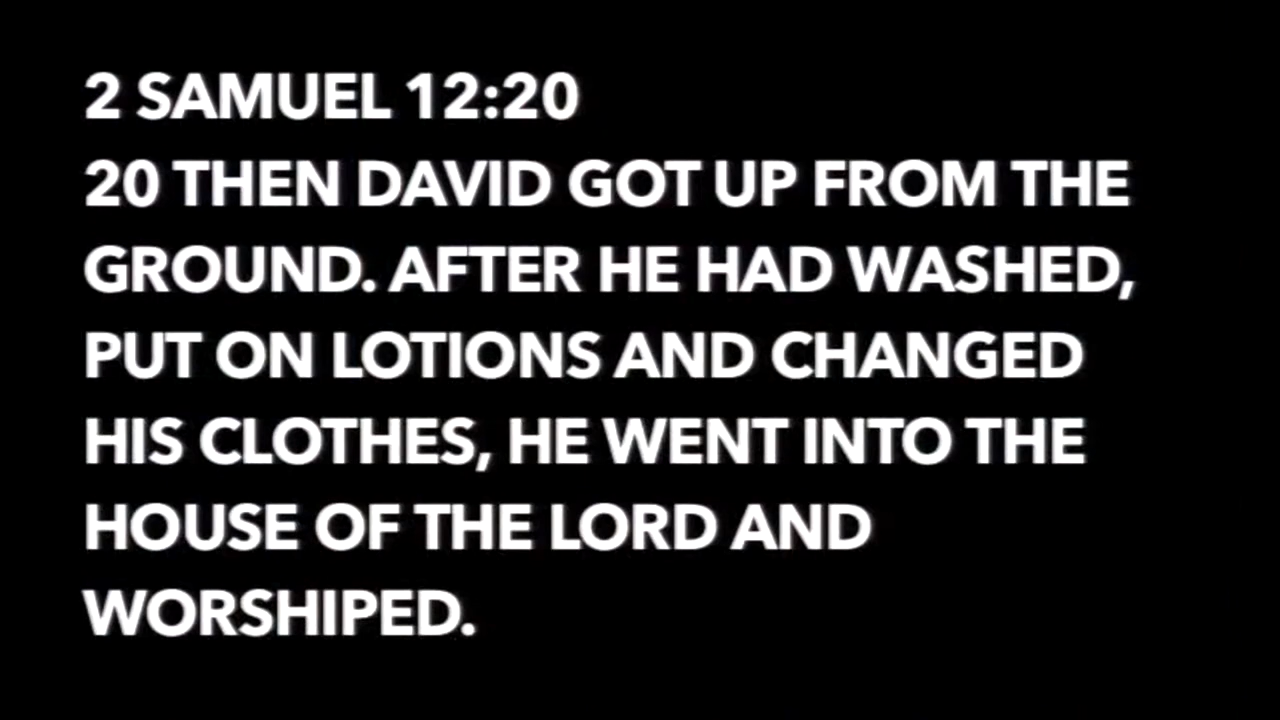 2 SAMUEL 12:20
20 THEN DAVID GOT UP FROM THE
GROUND. AFTER HE HAD WASHED,
PUT ON LOTIONS AND CHANGED
HIS CLOTHES, HE WENT INTO THE
HOUSE OF THE LORD AND
WORSHIPED.